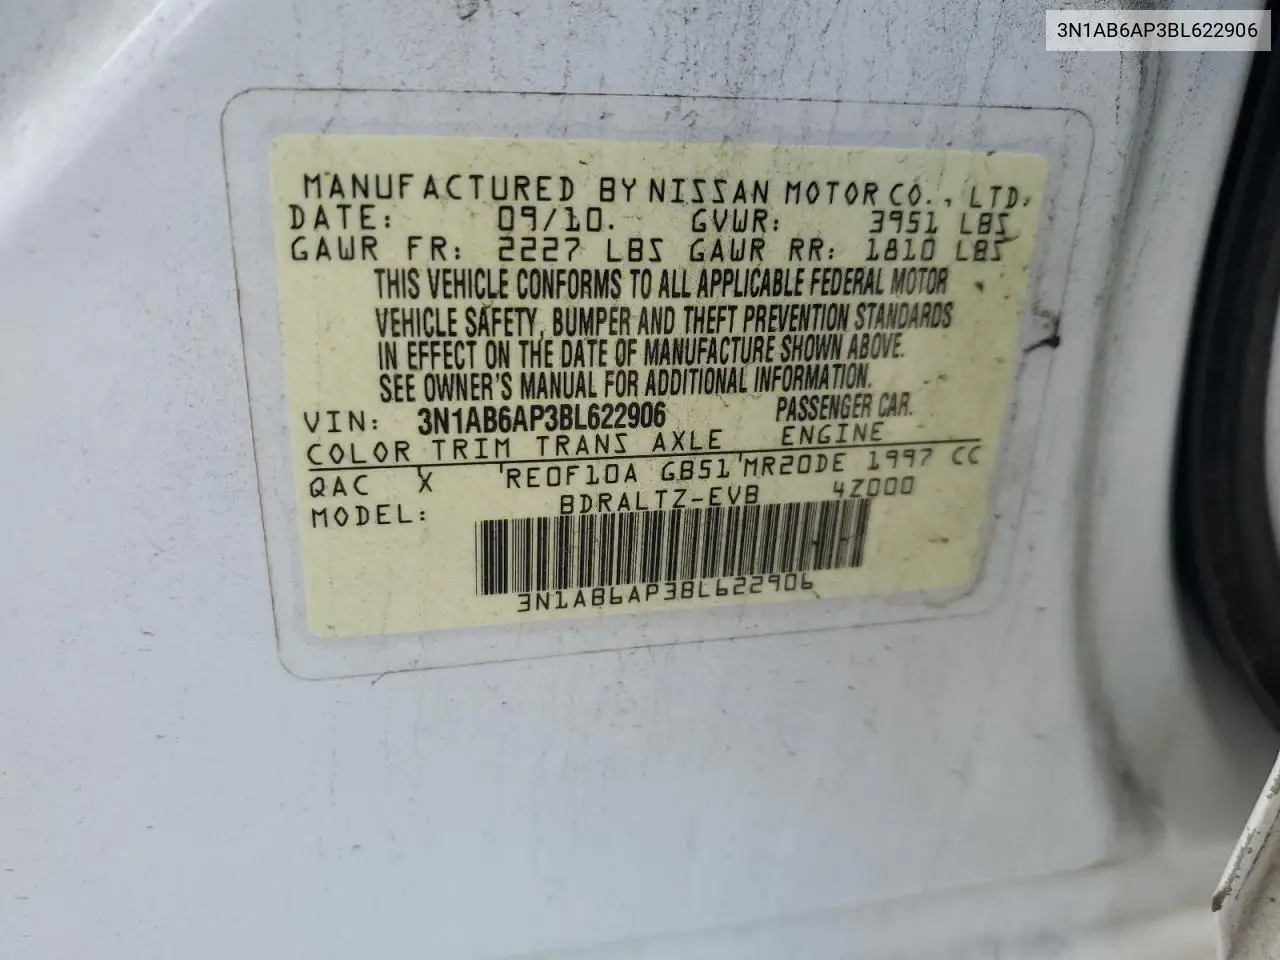 3N1AB6AP3BL622906
MANUFACTURED BY NISSAN MOTOR CO., LTD.
DATE: 09/10. GVWR: 3951 LBS
GAWR FR: 2227 LBS GAWR RR: 1810 LBS
THIS VEHICLE CONFORMS TO ALL APPLICABLE FEDERAL MOTOR
VEHICLE SAFETY, BUMPER AND THEFT PREVENTION STANDARDS
IN EFFECT ON THE DATE OF MANUFACTURE SHOWN ABOVE.
SEE OWNER'S MANUAL FOR ADDITIONAL INFORMATION.
VIN: 3N1AB6AP3BL622906 PASSENGER CAR.
COLOR TRIM TRANS AXLE ENGINE
QAC X RE0F10A GB51 MR20DE 1997 CC
MODEL: BDRALTZ-EVB 4Z000
3N1AB6AP3BL622906